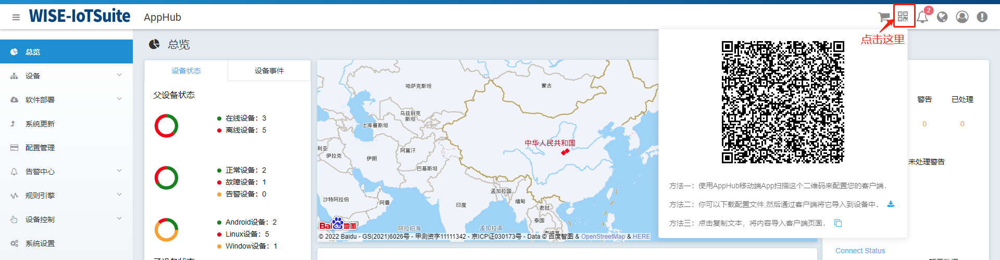 WISE-IoTSuite AppHub
2
点击这里
总览
设备
软件部署
系统更新
配置管理
告警中心
规则引擎
设备控制
系统设置
总览
设备状态
设备事件
父设备状态
在线设备：3
离线设备：5
正常设备：2
故障设备：1
告警设备：0
Android设备：2
Linux设备：5
Window设备：1
哈萨克斯坦
蒙古
乌兹别克
斯坦
土库曼斯坦
中华人民共和国
利亚
伊拉克
伊朗
阿富汗
巴基斯坦
沙特阿拉伯
阿曼
印度
孟加拉国
缅甸
老挝
泰国
阿拉伯海
孟加拉湾
Bai du 地图
© 2022 Baidu - GS(2021)6026号 - 甲测资字11111342 - 京ICP证030173号 - Data © 百度智图 & OpenStreetMap & HERE
方法一：使用AppHub移动端App扫描这个二维码来配置您的客户端．
方法二：你可以下载配置文件,然后通过客户端将它导入到设备中．
方法三：点击复制文本，将内容导入客户端页面．
警告
已处理
0
0
未处理警告
Connect Status